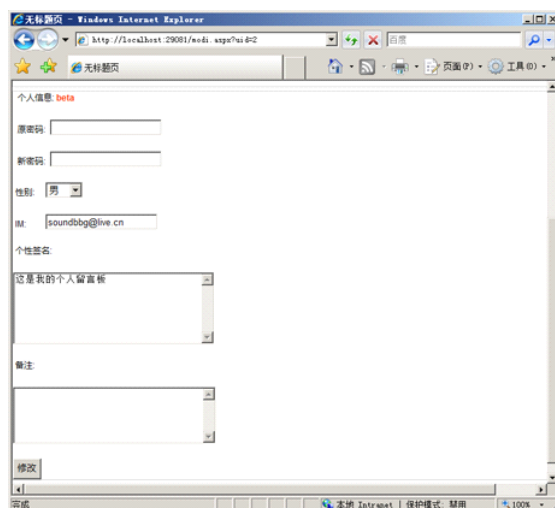 无标题页 - Windows Internet Explorer
http://localhost:29081/modi.aspx?uid=2
百度
无标题页
页面(P)
工具(O)
个人信息: beta
原密码:
新密码:
性别: 男
IM: soundbbg@live.cn
个性签名:
这是我的个人留言板
备注:
修改
完成
本地 Intranet | 保护模式: 禁用
100%